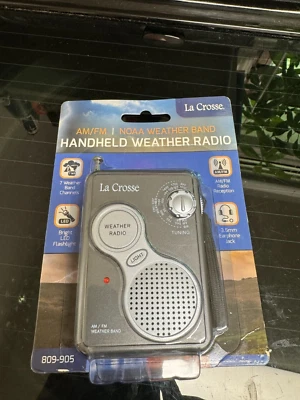 La Crosse
AM/FM | NOAA WEATHER BAND
HANDHELD WEATHER RADIO
7 Weather
Band
Channels
AM/FM
Radio
Reception
LED
Bright
LED
Flashlight
3.5mm
Earphone
Jack
La Crosse
WEATHER
RADIO
TUNING
LIGHT
AM / FM
WEATHER BAND
809-905